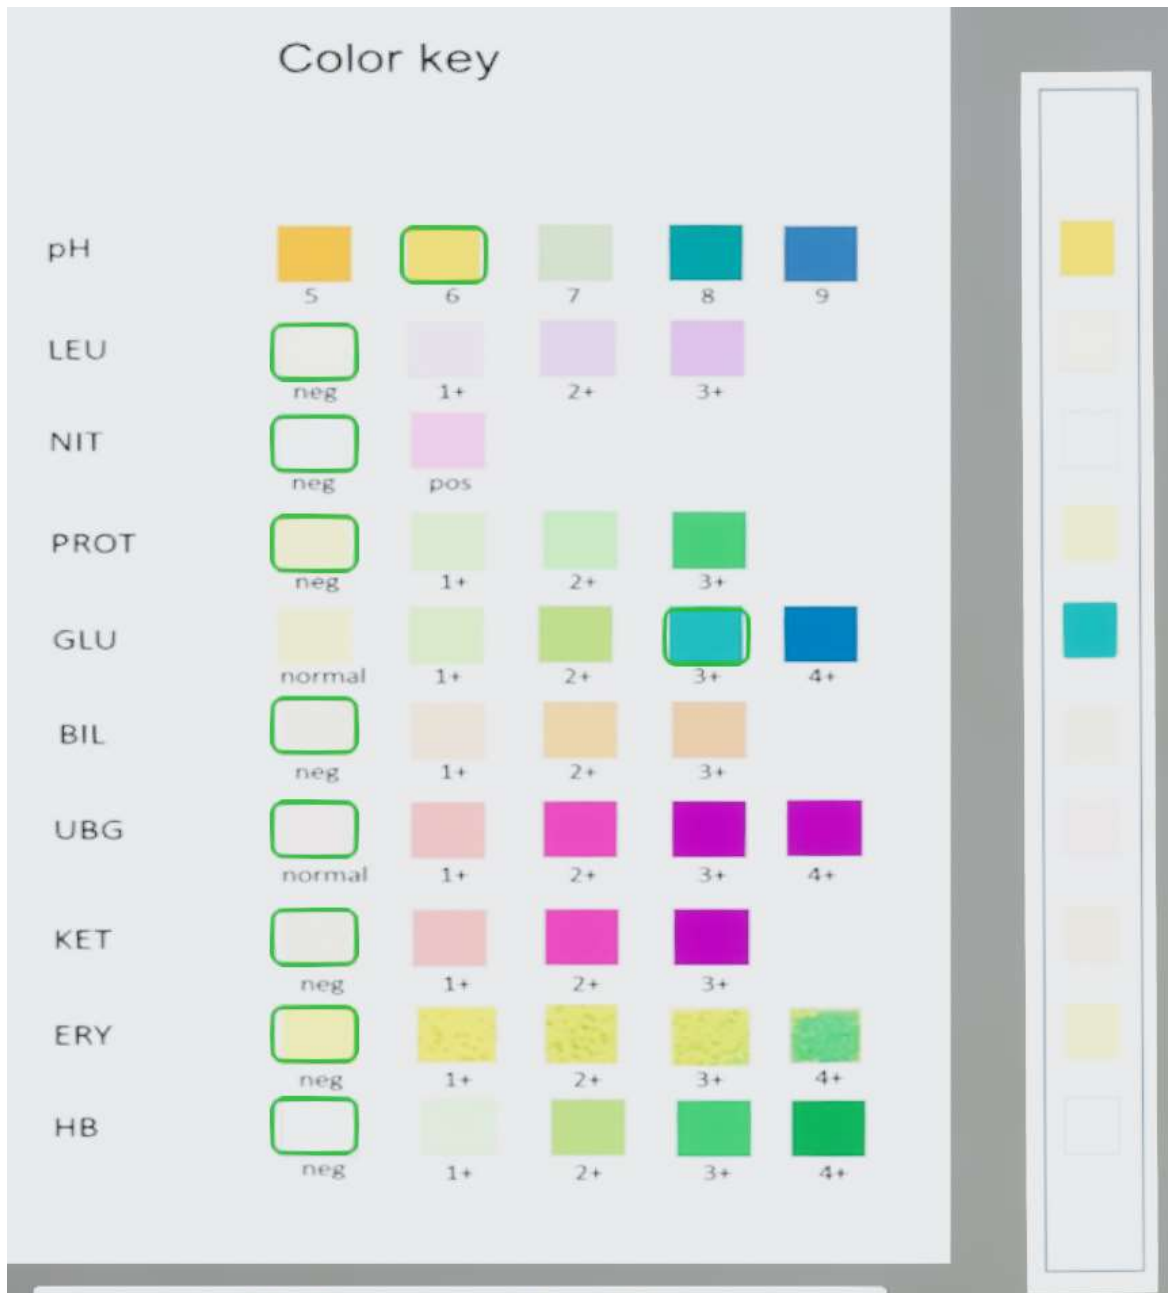 Color key
pH
5 6 7 8 9
LEU
neg 1+ 2+ 3+
NIT
neg pos
PROT
neg 1+ 2+ 3+
GLU
normal 1+ 2+ 3+ 4+
BIL
neg 1+ 2+ 3+
UBG
normal 1+ 2+ 3+ 4+
KET
neg 1+ 2+ 3+
ERY
neg 1+ 2+ 3+ 4+
HB
neg 1+ 2+ 3+ 4+